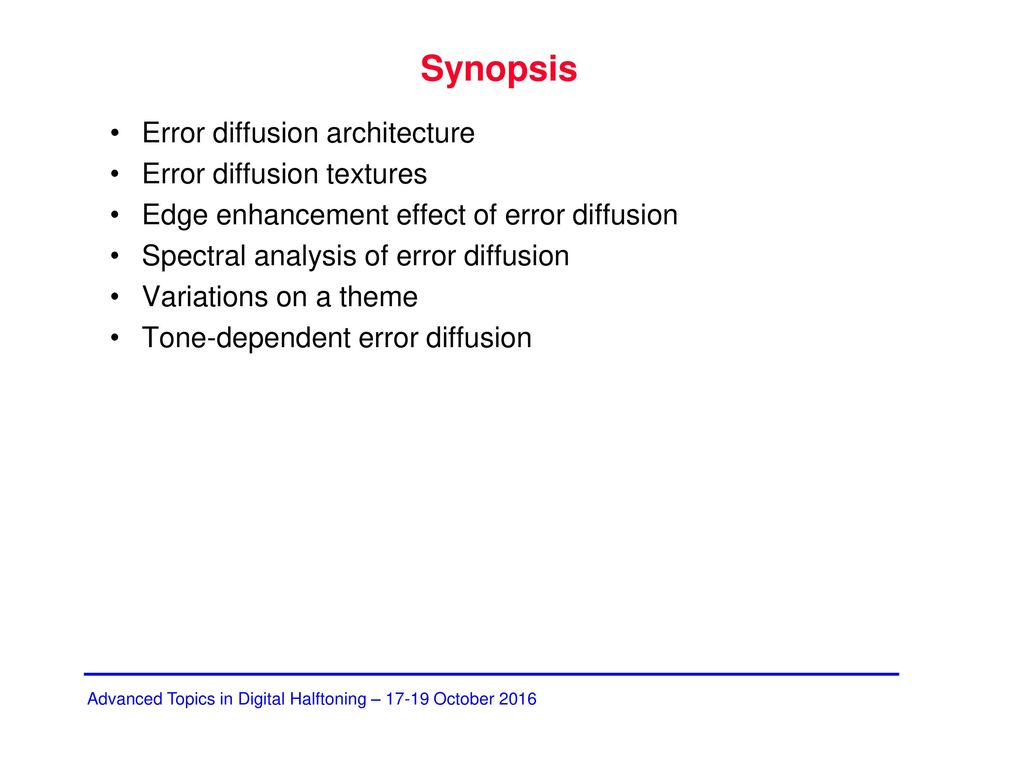 Synopsis
• Error diffusion architecture
• Error diffusion textures
• Edge enhancement effect of error diffusion
• Spectral analysis of error diffusion
• Variations on a theme
• Tone-dependent error diffusion
Advanced Topics in Digital Halftoning – 17-19 October 2016